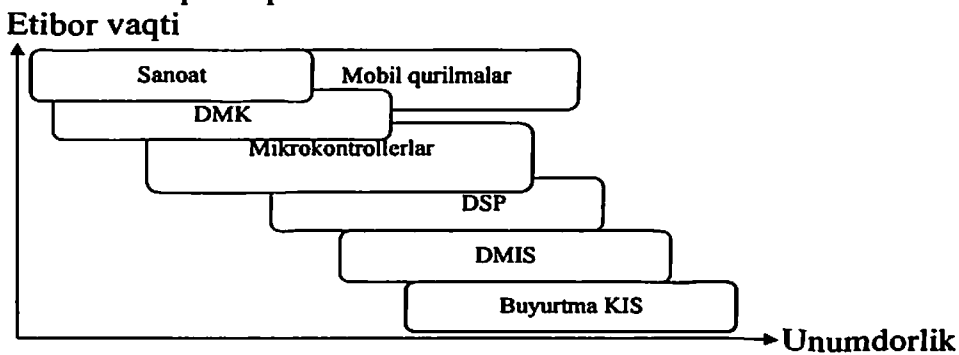 Etibor vaqti
Sanoat
Mobil qurilmalar
DMK
Mikrokontrollerlar
DSP
DMIS
Buyurtma KIS
Unumdorlik